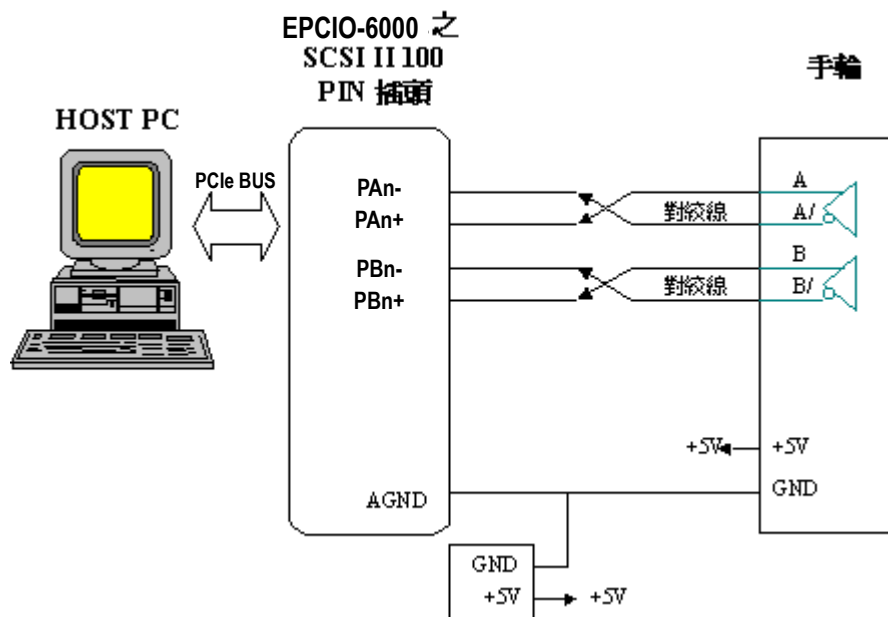 EPCIO-6000 之
SCSI II 100
PIN 插頭
手輪
HOST PC
PCIe BUS
PAn-
PAn+
PBn-
PBn+
對絞線
對絞線
A
A/
B
B/
+5V
+5V
AGND
GND
GND
+5V
+5V